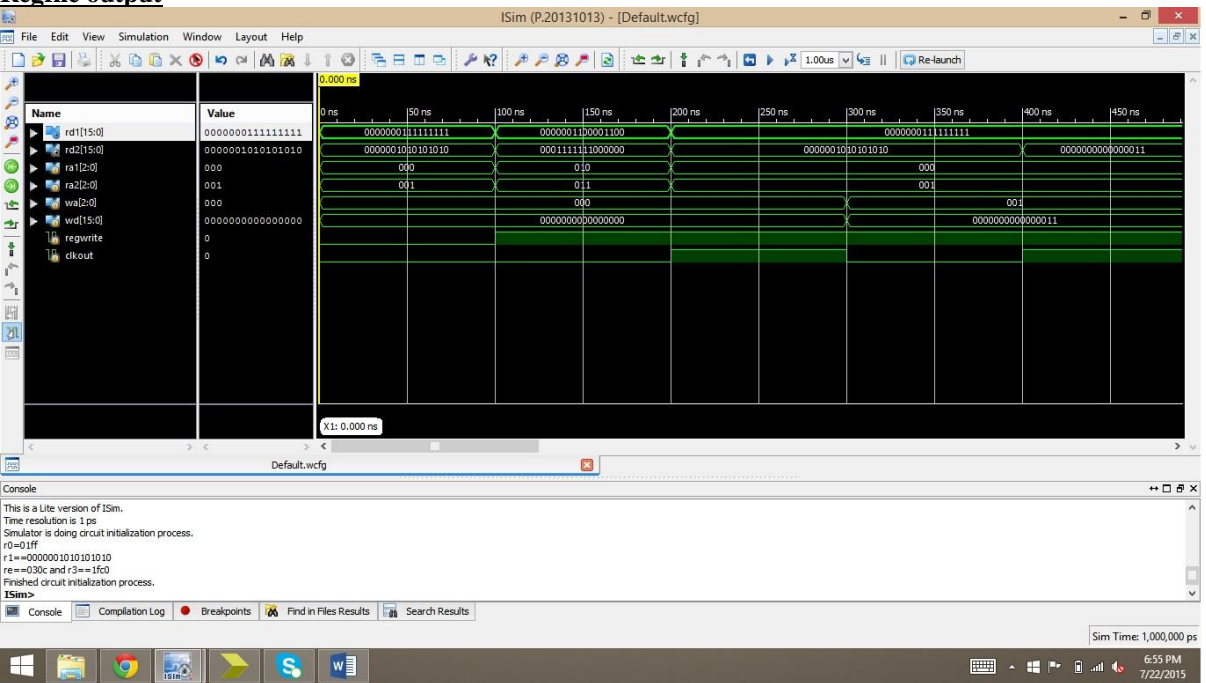 Regfile output
ISim (P.20131013) - [Default.wcfg]
File Edit View Simulation Window Layout Help
1.00us Re-launch
0.000 ns
Name Value 0 ns 50 ns 100 ns 150 ns 200 ns 250 ns 300 ns 350 ns 400 ns 450 ns
rd1[15:0] 0000000111111111 0000000111111111 0000001100001100 0000000111111111
rd2[15:0] 0000001010101010 0000001010101010 0001111111000000 0000001010101010 0000000000000011
ra1[2:0] 000 000 010 000
ra2[2:0] 001 001 011 001
wa[2:0] 000 000 001
wd[15:0] 0000000000000000 0000000000000000 0000000000000011
regwrite 0
clkout 0
X1: 0.000 ns
Default.wcfg
Console
This is a Lite version of ISim.
Time resolution is 1 ps
Simulator is doing circuit initialization process.
r0=01ff
r1==0000001010101010
re==030c and r3==1fc0
Finished circuit initialization process.
ISim>
Console Compilation Log Breakpoints Find in Files Results Search Results
Sim Time: 1,000,000 ps
6:55 PM
7/22/2015